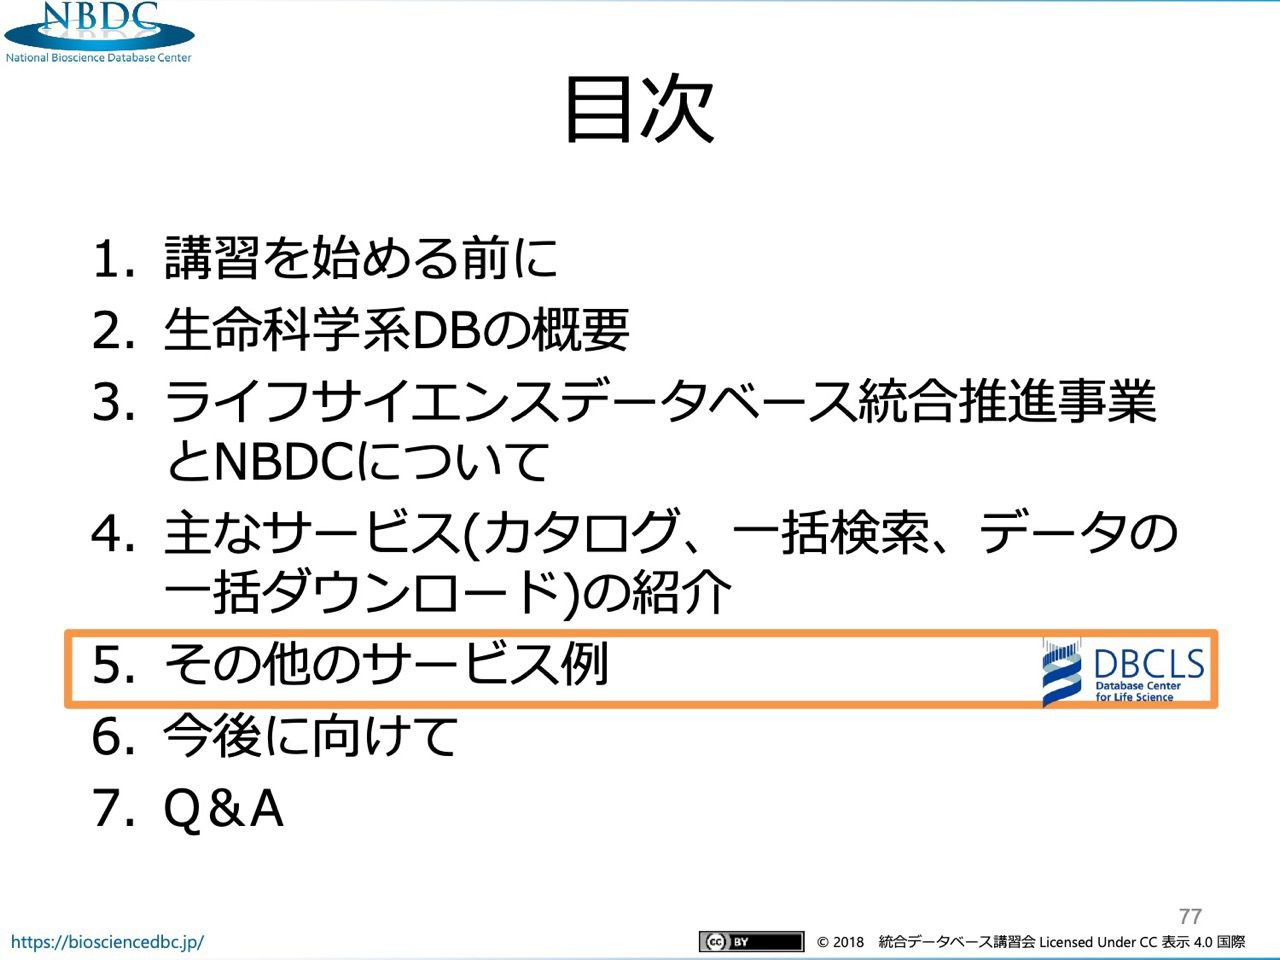 NBDC
National Bioscience Database Center
目次
1. 講習を始める前に
2. 生命科学系DBの概要
3. ライフサイエンスデータベース統合推進事業
とNBDCについて
4. 主なサービス(カタログ、一括検索、データの
一括ダウンロード)の紹介
5. その他のサービス例
DBCLS
Database Center
for Life Science
6. 今後に向けて
7. Q&A
77
https://biosciencedbc.jp/
cc BY
© 2018 統合データベース講習会 Licensed Under CC 表示 4.0 国際